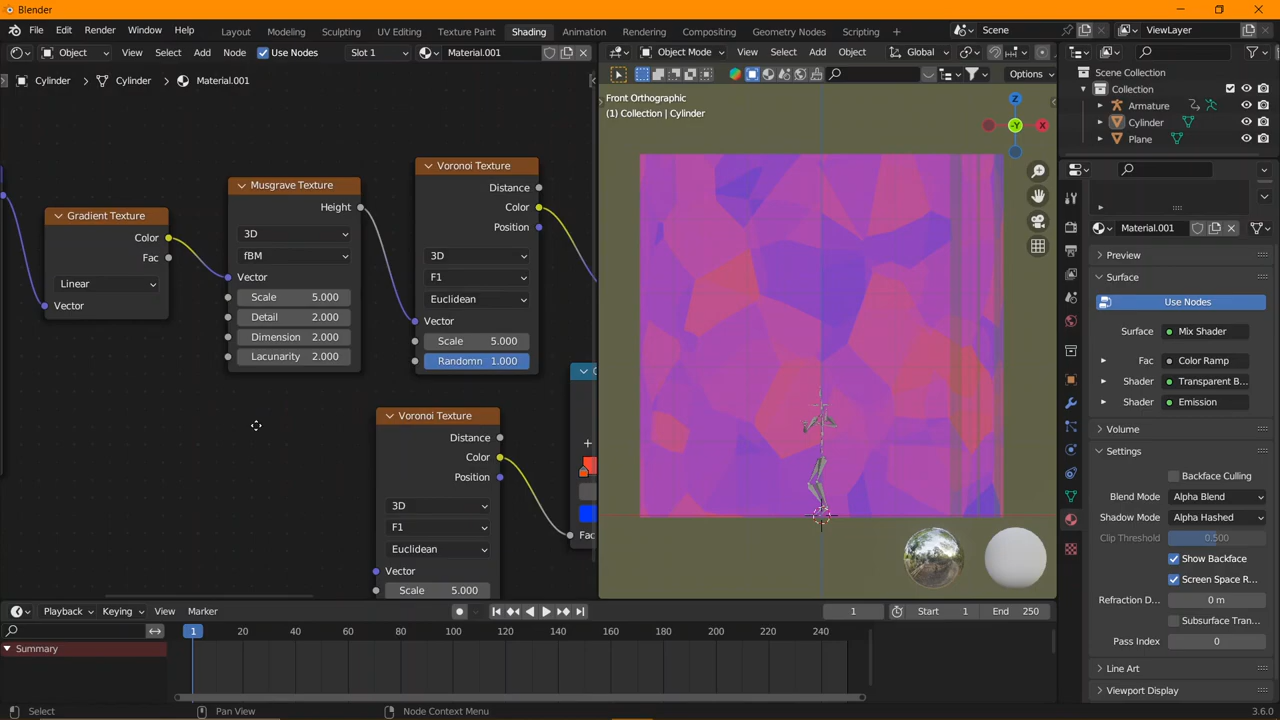 Blender
File Edit Render Window Help Layout Modeling Sculpting UV Editing Texture Paint Shading Animation Rendering Compositing Geometry Nodes Scripting + Scene ViewLayer
Object View Select Add Node Use Nodes Slot 1 Material.001
Object Mode View Select Add Object Global
Options
Cylinder > Cylinder > Material.001
Front Orthographic
(1) Collection | Cylinder
Z
-Y
X
Scene Collection
Collection
Armature
Cylinder
Plane
Gradient Texture
Color
Fac
Linear
Vector
Musgrave Texture
Height
3D
fBM
Vector
Scale 5.000
Detail 2.000
Dimension 2.000
Lacunarity 2.000
Voronoi Texture
Distance
Color
Position
3D
F1
Euclidean
Vector
Scale 5.000
Randomn 1.000
Voronoi Texture
Distance
Color
Position
3D
F1
Euclidean
Vector
Scale 5.000
Fac
Material.001
Preview
Surface
Use Nodes
Surface Mix Shader
Fac Color Ramp
Shader Transparent B...
Shader Emission
Volume
Settings
Backface Culling
Blend Mode Alpha Blend
Shadow Mode Alpha Hashed
Clip Threshold 0.500
Show Backface
Screen Space R...
Refraction D... 0 m
Subsurface Tran...
Pass Index 0
Line Art
Viewport Display
Playback Keying View Marker 1 Start 1 End 250
1 20 40 60 80 100 120 140 160 180 200 220 240
Summary
Select Pan View Node Context Menu 3.6.0